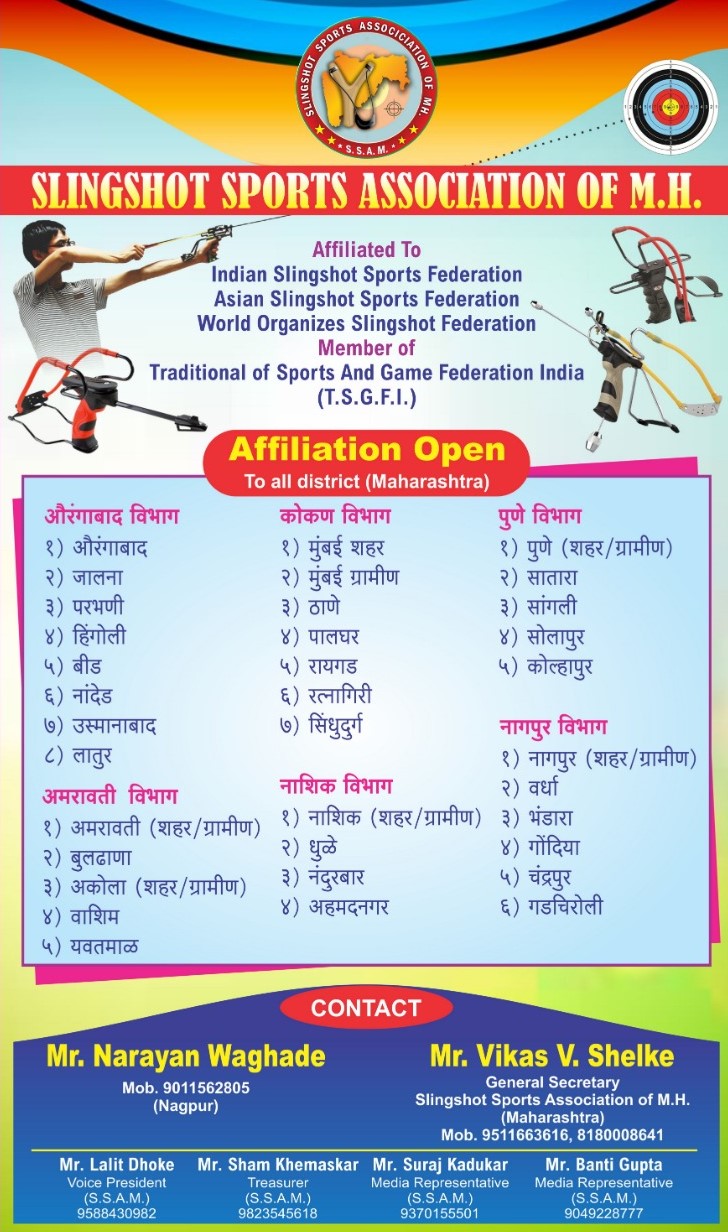 SLINGSHOT SPORTS ASSOCICIATION OF MH.
S.S.A.M.
SLINGSHOT SPORTS ASSOCIATION OF M.H.
Affiliated To
Indian Slingshot Sports Federation
Asian Slingshot Sports Federation
World Organizes Slingshot Federation
Member of
Traditional of Sports And Game Federation India
(T.S.G.F.I.)
Affiliation Open
To all district (Maharashtra)
औरंगाबाद विभाग
१) औरंगाबाद
२) जालना
३) परभणी
४) हिंगोली
५) बीड
६) नांदेड
७) उस्मानाबाद
८) लातुर
अमरावती विभाग
१) अमरावती (शहर/ग्रामीण)
२) बुलढाणा
३) अकोला (शहर/ग्रामीण)
४) वाशिम
५) यवतमाळ
कोकण विभाग
१) मुंबई शहर
२) मुंबई ग्रामीण
३) ठाणे
४) पालघर
५) रायगड
६) रत्नागिरी
७) सिंधुदुर्ग
नाशिक विभाग
१) नाशिक (शहर/ग्रामीण)
२) धुळे
३) नंदुरबार
४) अहमदनगर
पुणे विभाग
१) पुणे (शहर/ग्रामीण)
२) सातारा
३) सांगली
४) सोलापुर
५) कोल्हापुर
नागपुर विभाग
१) नागपुर (शहर/ग्रामीण)
२) वर्धा
३) भंडारा
४) गोंदिया
५) चंद्रपुर
६) गडचिरोली
CONTACT
Mr. Narayan Waghade
Mob. 9011562805
(Nagpur)
Mr. Vikas V. Shelke
General Secretary
Slingshot Sports Association of M.H.
(Maharashtra)
Mob. 9511663616, 8180008641
Mr. Lalit Dhoke
Voice President
(S.S.A.M.)
9588430982
Mr. Sham Khemaskar
Treasurer
(S.S.A.M.)
9823545618
Mr. Suraj Kadukar
Media Representative
(S.S.A.M.)
9370155501
Mr. Banti Gupta
Media Representative
(S.S.A.M.)
9049228777